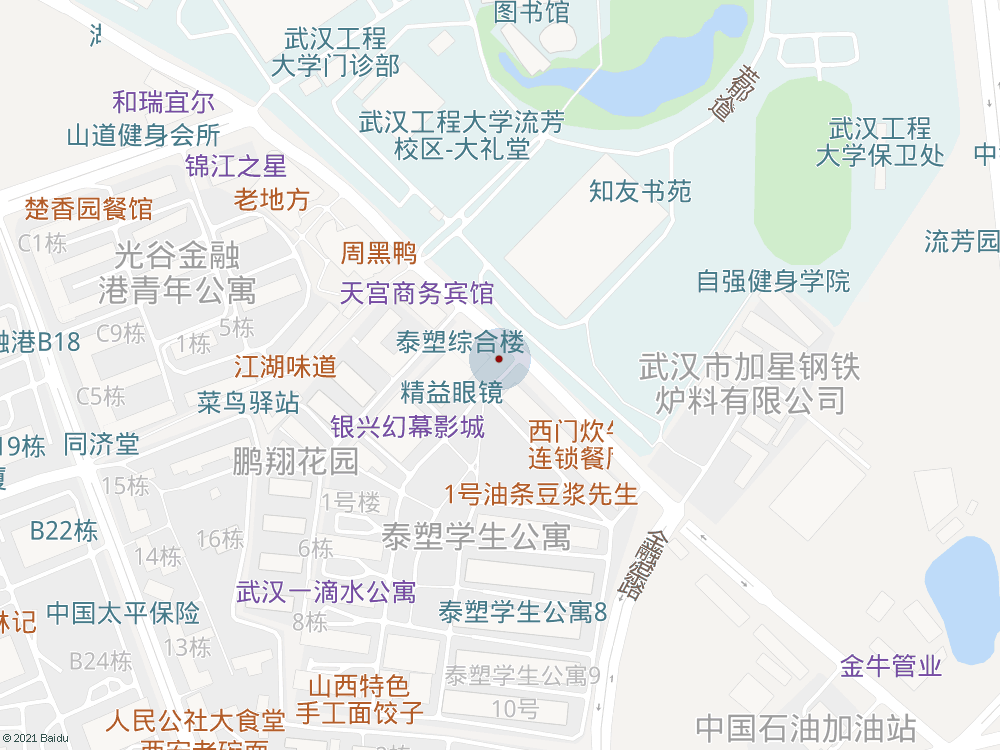 图书馆
武汉工程
大学门诊部
芳郁道
和瑞宜尔
山道健身会所
武汉工程大学流芳
校区-大礼堂
武汉工程
大学保卫处
锦江之星
老地方
知友书苑
楚香园餐馆
C1栋
光谷金融
港青年公寓
周黑鸭
流芳园
自强健身学院
天宫商务宾馆
C9栋
5栋
1栋
融港B18
泰塑综合楼
江湖味道
武汉市加星钢铁
炉料有限公司
C5栋
菜鸟驿站
精益眼镜
银兴幻幕影城
西门炊
连锁餐
19栋
同济堂
鹏翔花园
15栋
1号楼
1号油条豆浆先生
B22栋
16栋
6栋
14栋
泰塑学生公寓
金融港路
武汉一滴水公寓
中国太平保险
8栋
泰塑学生公寓8
13栋
B24栋
泰塑学生公寓9
10号
金牛管业
山西特色
手工面饺子
人民公社大食堂
中国石油加油站
© 2021 Baidu